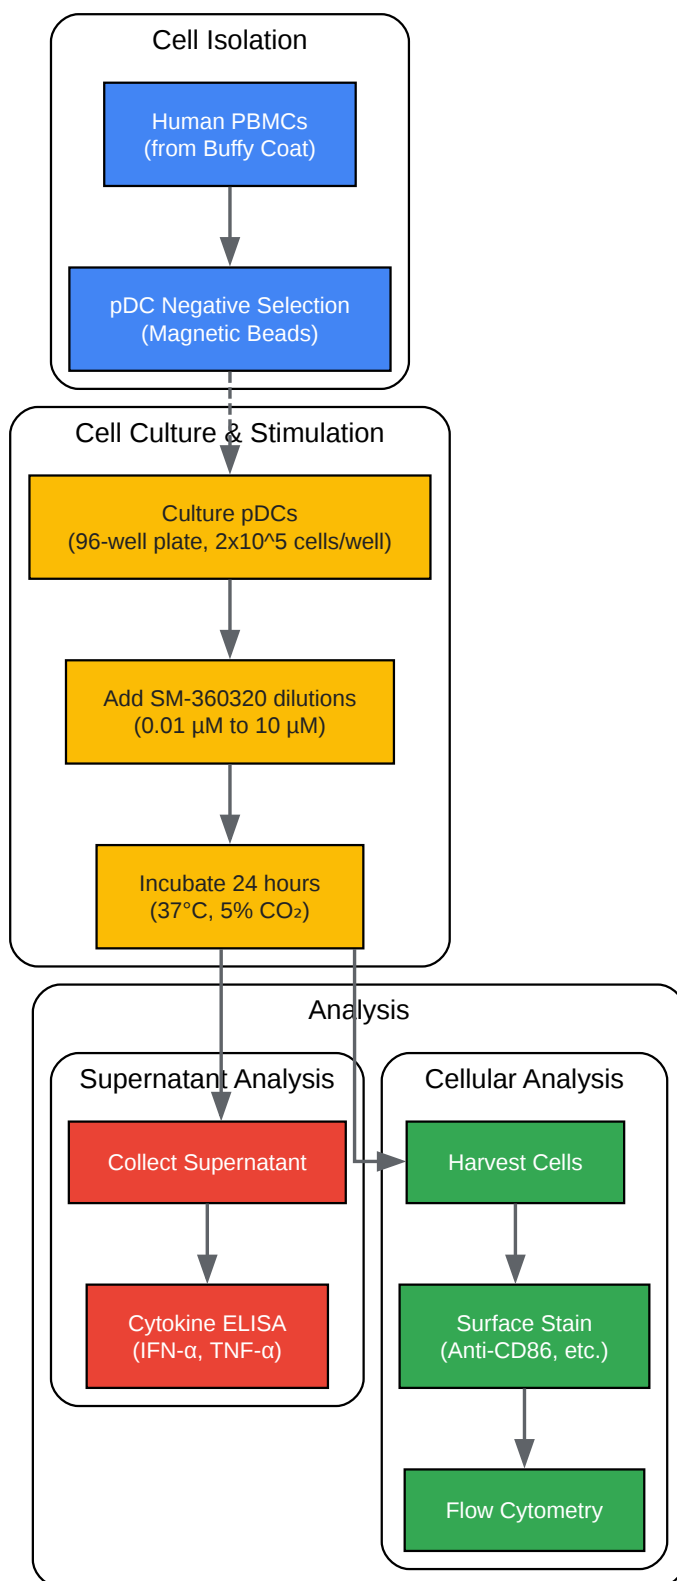 Cell Isolation
Human PBMCs
(from Buffy Coat)
pDC Negative Selection
(Magnetic Beads)
Cell Culture & Stimulation
Culture pDCs
(96-well plate, 2x10^5 cells/well)
Add SM-360320 dilutions
(0.01 µM to 10 µM)
Incubate 24 hours
(37°C, 5% CO₂)
Analysis
Supernatant Analysis
Collect Supernatant
Cytokine ELISA
(IFN-α, TNF-α)
Cellular Analysis
Harvest Cells
Surface Stain
(Anti-CD86, etc.)
Flow Cytometry